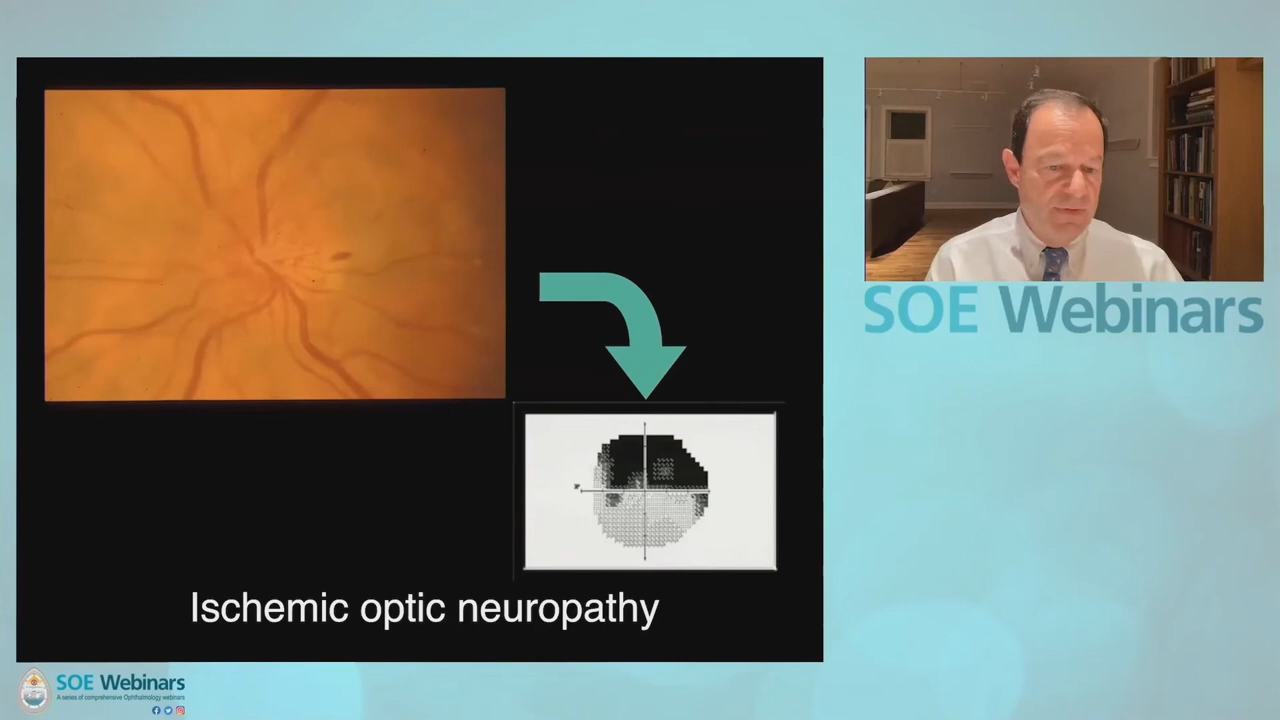 SOE Webinars
Ischemic optic neuropathy
SOE Webinars
A series of comprehensive Ophthalmology webinars